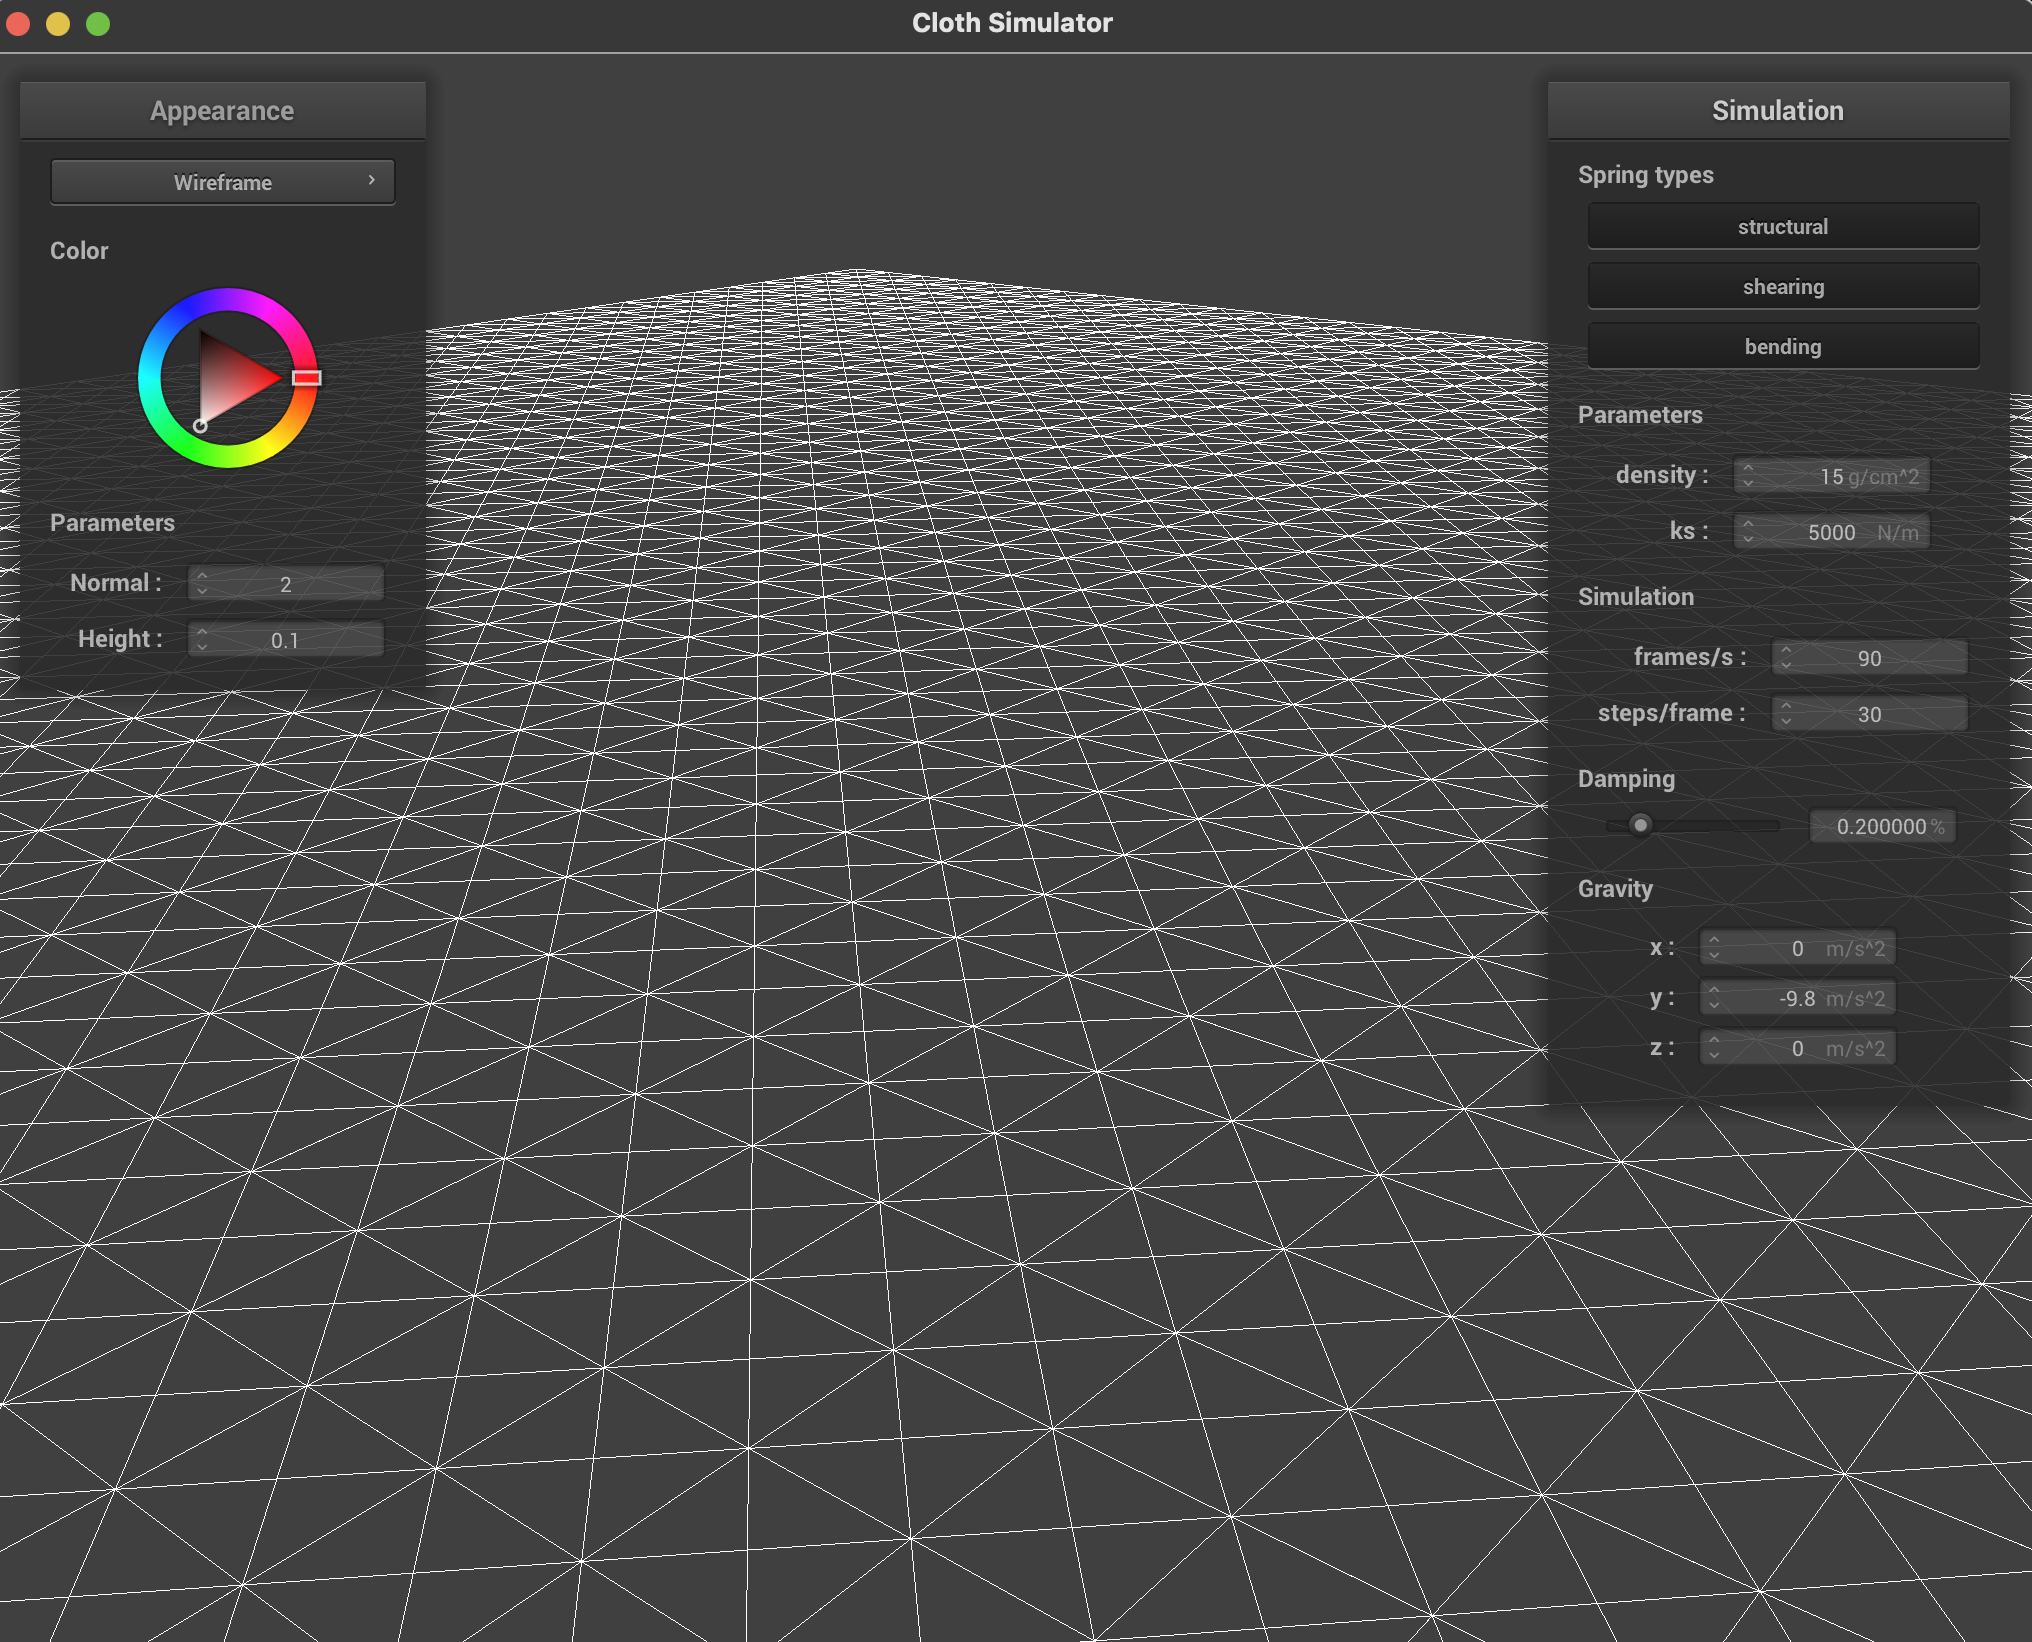 Cloth Simulator
Appearance
Wireframe
Color
Parameters
Normal : 2
Height : 0.1
Simulation
Spring types
structural
shearing
bending
Parameters
density : 15 g/cm^2
ks : 5000 N/m
Simulation
frames/s : 90
steps/frame : 30
Damping
0.200000 %
Gravity
x : 0 m/s^2
y : -9.8 m/s^2
z : 0 m/s^2